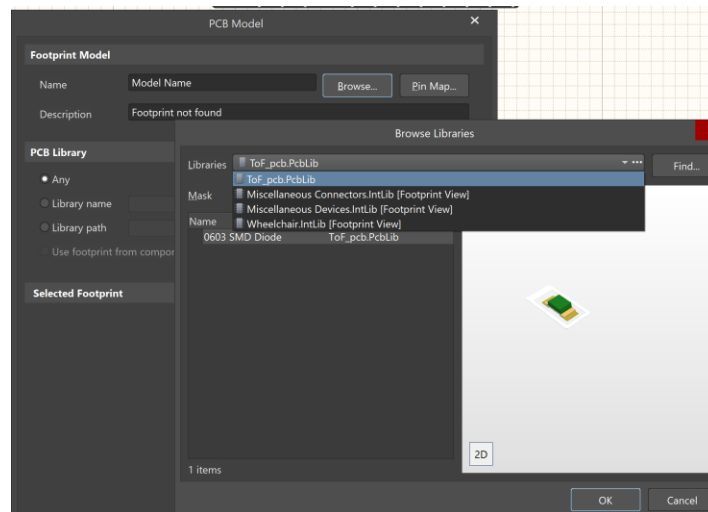 PCB Model
Footprint Model
Name Model Name Browse... Pin Map...
Description Footprint not found
Browse Libraries
PCB Library
Libraries ToF_pcb.PcbLib Find...
Any
ToF_pcb.PcbLib
Mask Miscellaneous Connectors.IntLib [Footprint View]
Library name
Miscellaneous Devices.IntLib [Footprint View]
Name Wheelchair.IntLib [Footprint View]
Library path
0603 SMD Diode ToF_pcb.PcbLib
Use footprint from compor
Selected Footprint
2D
1 items
OK Cancel